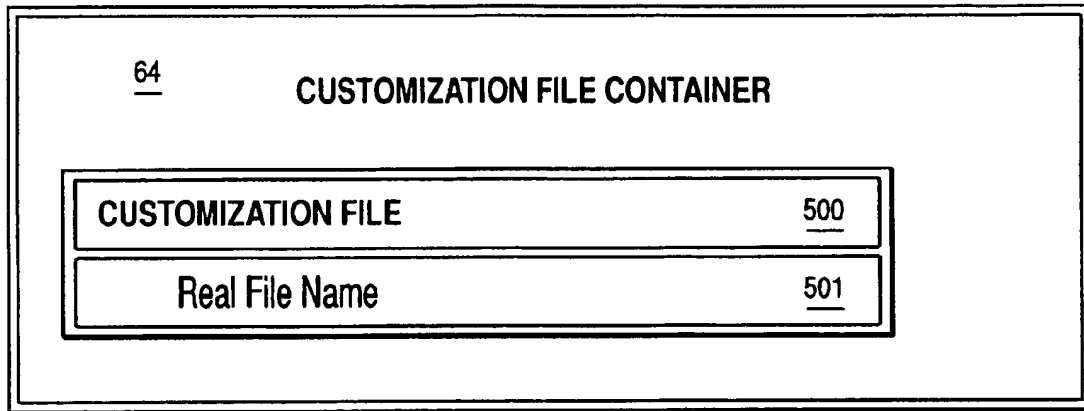 64
CUSTOMIZATION FILE CONTAINER
CUSTOMIZATION FILE 500
Real File Name 501